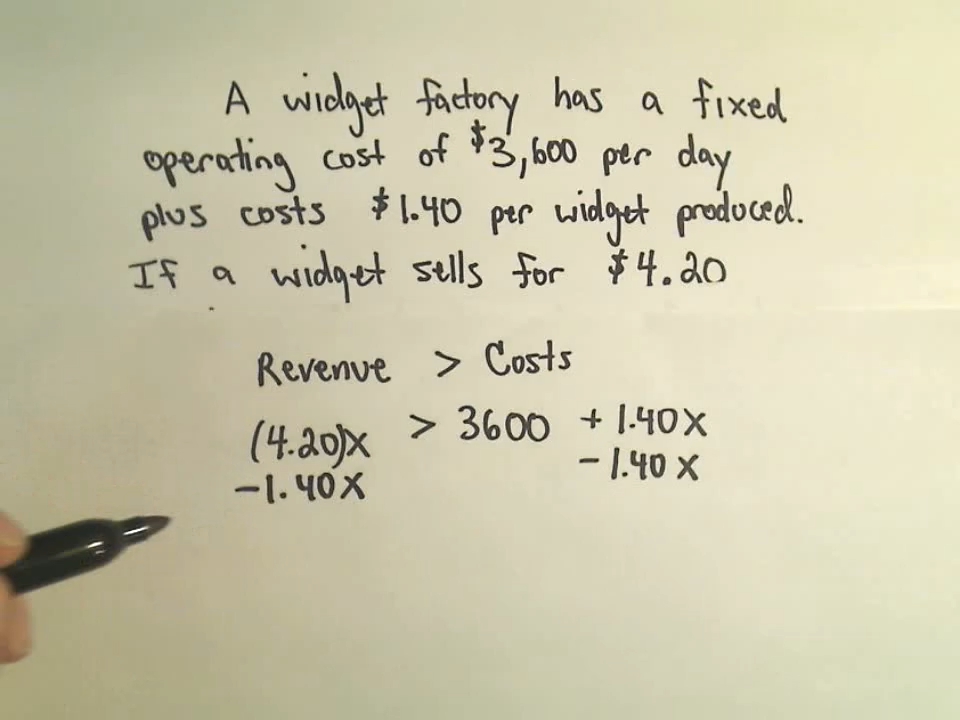 A widget factory has a fixed
operating cost of $3,600 per day
plus costs $1.40 per widget produced.
If a widget sells for $4.20
Revenue > Costs
(4.20)x > 3600 + 1.40x
-1.40x - 1.40x